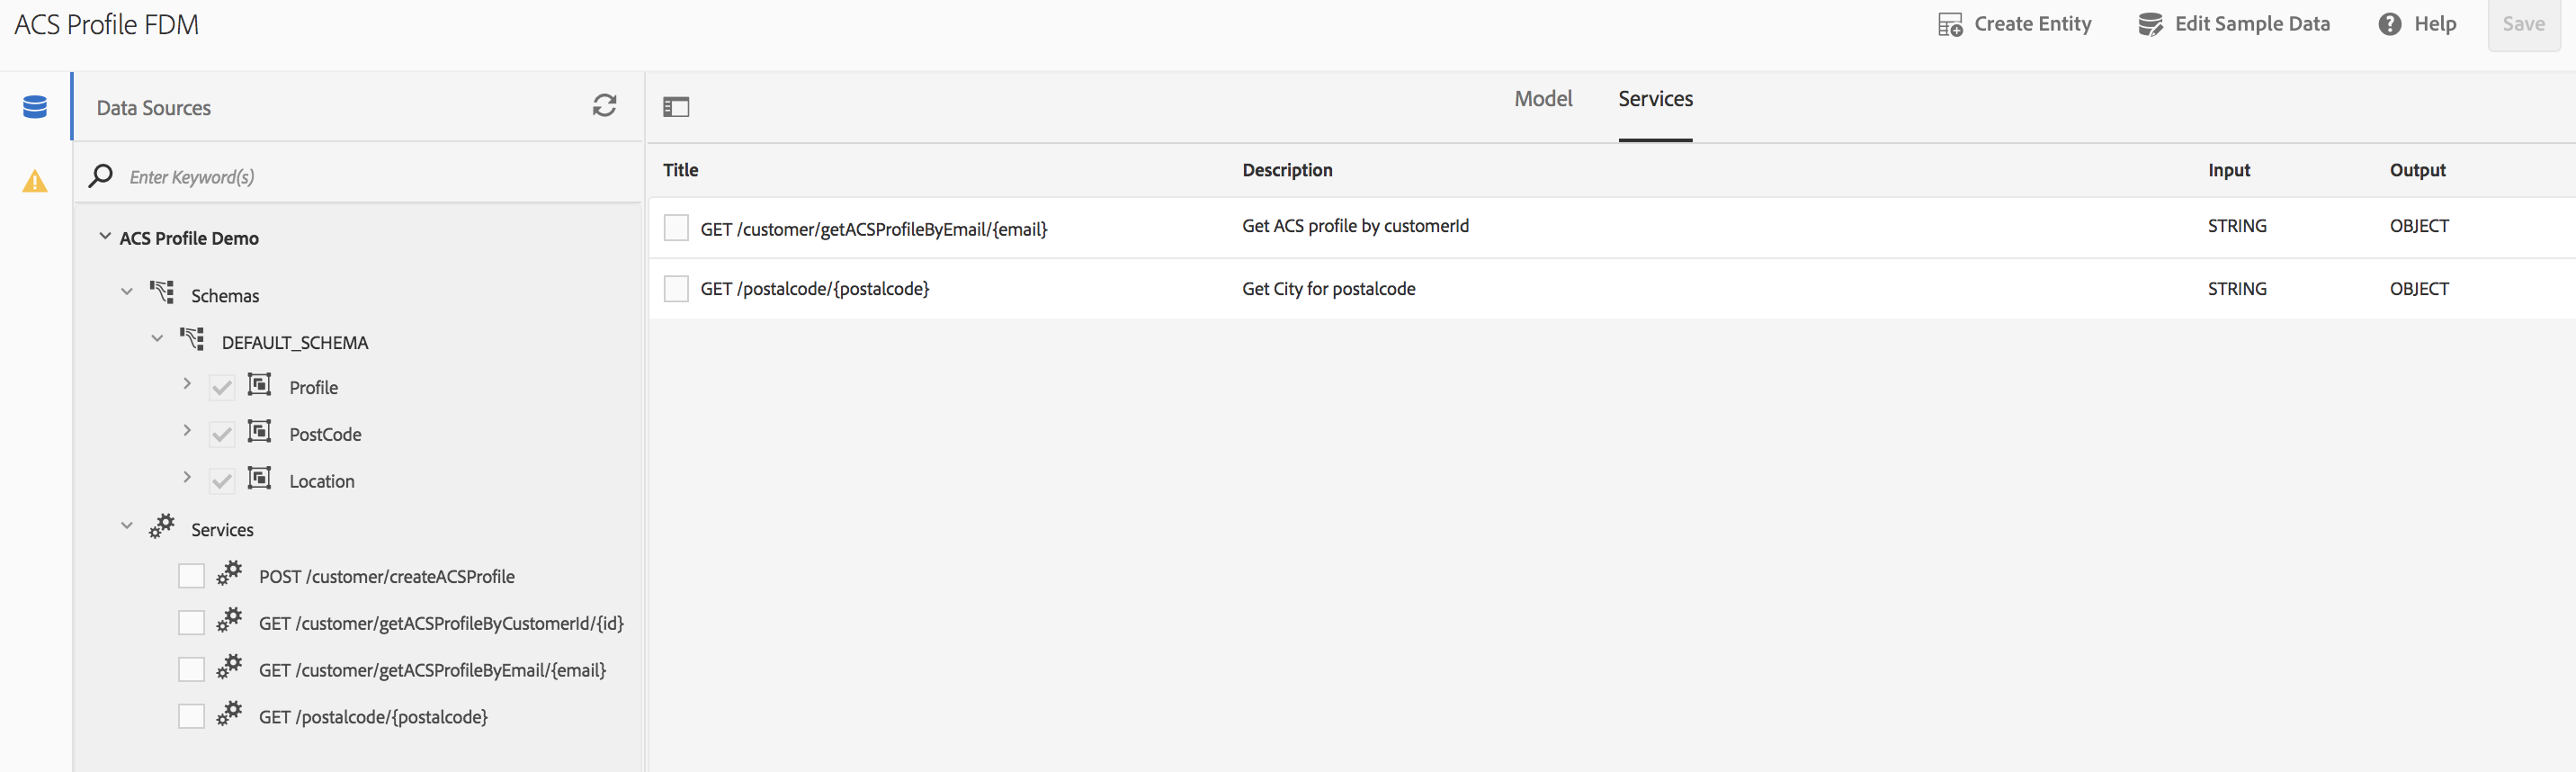 ACS Profile FDM
Create Entity
Edit Sample Data
Help
Save
Data Sources
Enter Keyword(s)
ACS Profile Demo
Schemas
DEFAULT_SCHEMA
Profile
PostCode
Location
Services
POST /customer/createACSProfile
GET /customer/getACSProfileByCustomerId/{id}
GET /customer/getACSProfileByEmail/{email}
GET /postalcode/{postalcode}
Model
Services
Title Description Input Output
GET /customer/getACSProfileByEmail/{email} Get ACS profile by customerId STRING OBJECT
GET /postalcode/{postalcode} Get City for postalcode STRING OBJECT